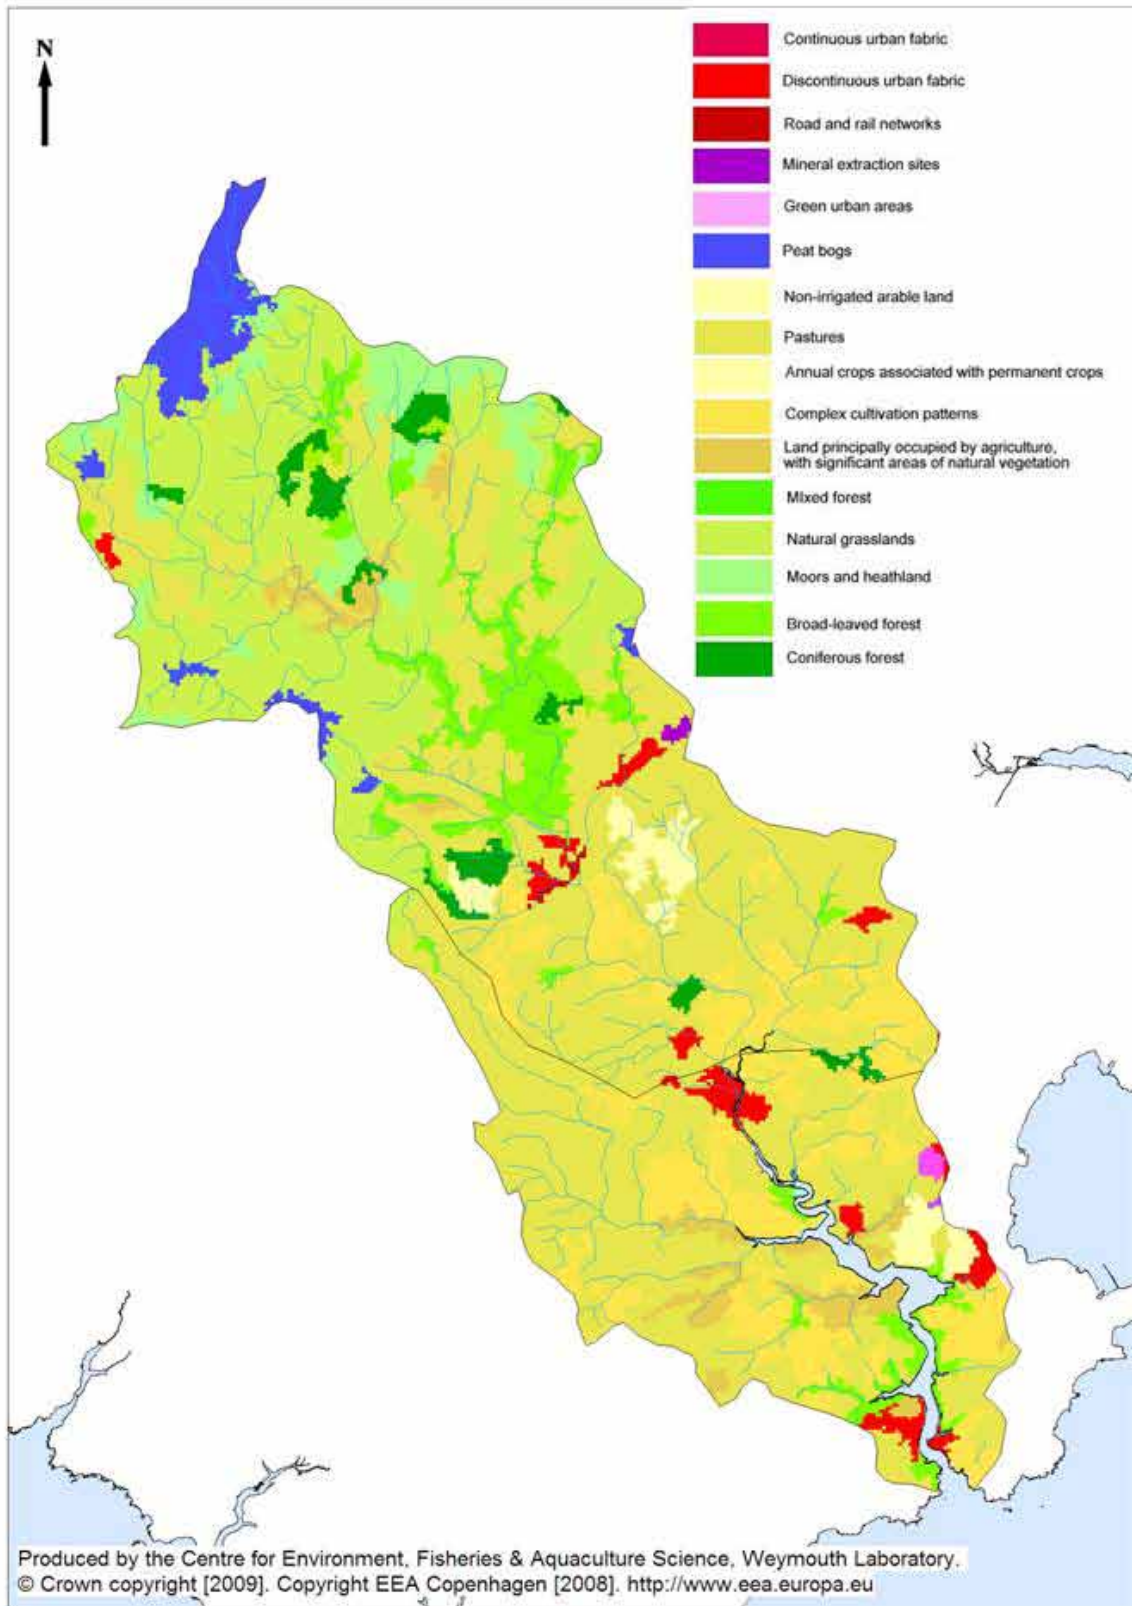 N
Continuous urban fabric
Discontinuous urban fabric
Road and rail networks
Mineral extraction sites
Green urban areas
Peat bogs
Non-irrigated arable land
Pastures
Annual crops associated with permanent crops
Complex cultivation patterns
Land principally occupied by agriculture,
with significant areas of natural vegetation
MIxed forest
Natural grasslands
Moors and heathland
Broad-leaved forest
Coniferous forest
Produced by the Centre for Environment, Fisheries & Aquaculture Science, Weymouth Laboratory.
© Crown copyright [2009]. Copyright EEA Copenhagen [2008]. http://www.eea.europa.eu